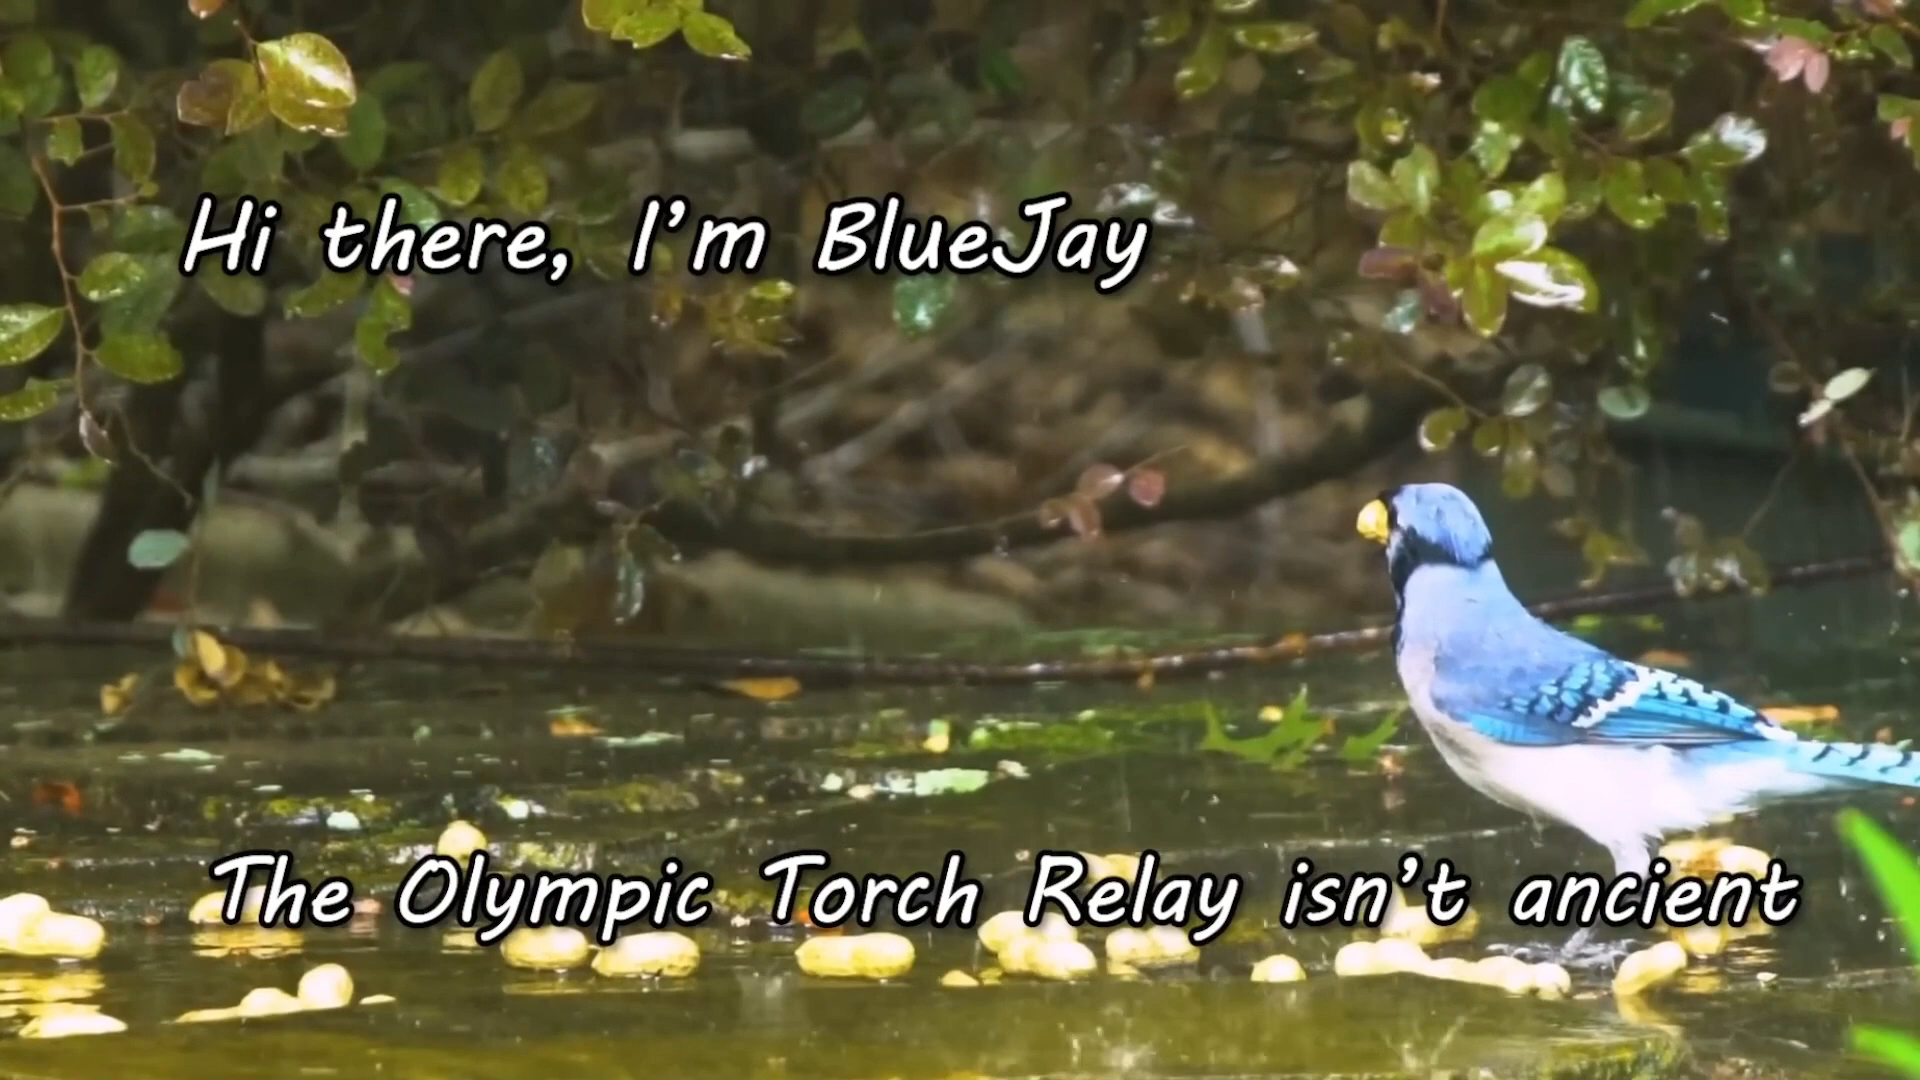 Hi there, I'm BlueJay
The Olympic Torch Relay isn't ancient